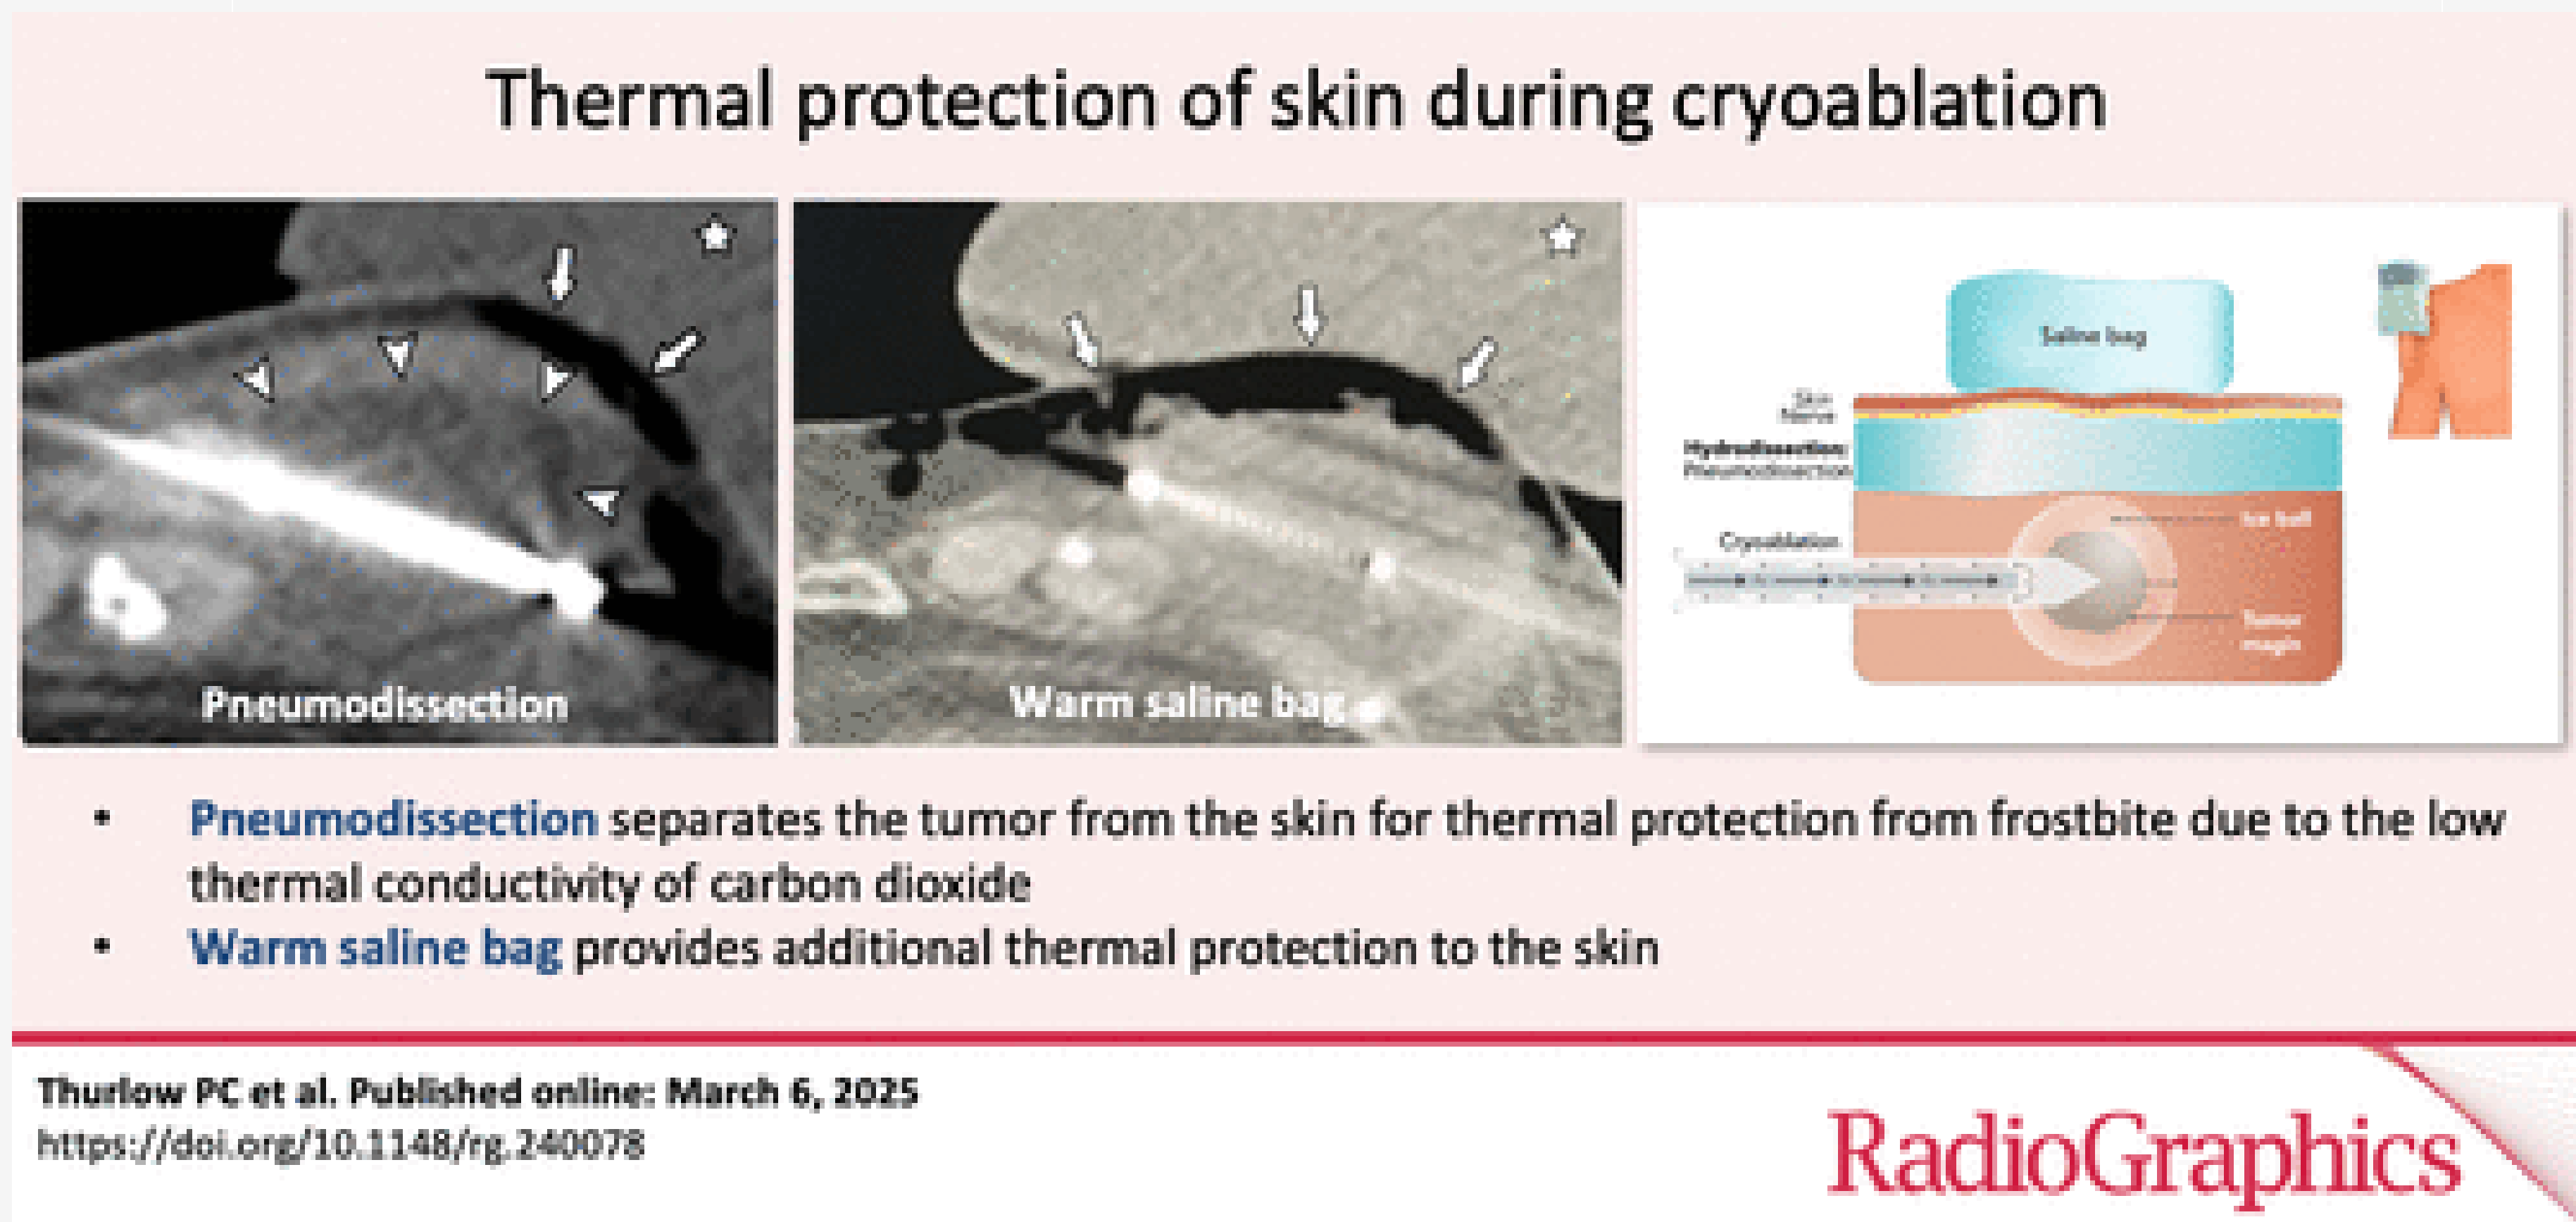 Thermal protection of skin during cryoablation
Pneumodissection
Warm saline bag
Saline bag
Skin
Nerve
Hydrodissection:
Pneumodissection
Cryoablation
Ice ball
Tumor
magin
• Pneumodissection separates the tumor from the skin for thermal protection from frostbite due to the low
thermal conductivity of carbon dioxide
• Warm saline bag provides additional thermal protection to the skin
Thurlow PC et al. Published online: March 6, 2025
https://doi.org/10.1148/rg.240078
RadioGraphics